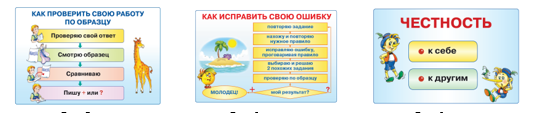 КАК ПРОВЕРИТЬ СВОЮ РАБОТУ
ПО ОБРАЗЦУ
Проверяю свой ответ
Смотрю образец
Сравниваю
Пишу + или ?
КАК ИСПРАВИТЬ СВОЮ ОШИБКУ
повторяю задание
нахожу и повторяю
нужное правило
исправляю ошибку,
проговаривая правило
выбираю и решаю
2 похожих задания
проверяю по образцу
МОЛОДЕЦ!
+
мой результат?
?
ЧЕСТНОСТЬ
к себе
к другим